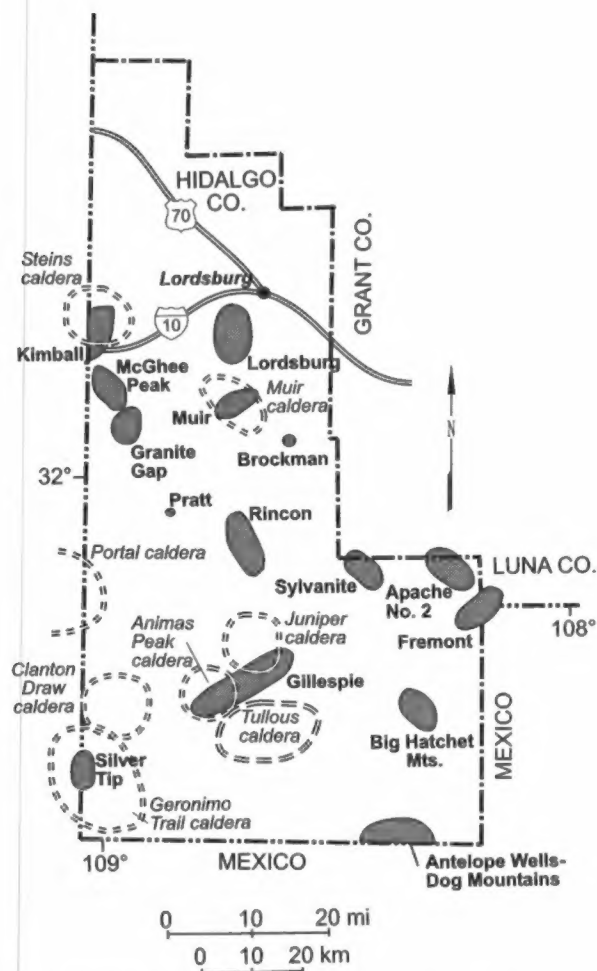 HIDALGO
CO.
70
GRANT CO.
Steins
caldera
Lordsburg
10
Kimball
Lordsburg
McGhee
Peak
Muir
caldera
Muir
N
Granite
Gap
Brockman
32°
Pratt
Rincon
Portal caldera
Sylvanite
Apache
No. 2
LUNA CO.
108°
Fremont
Animas
Peak
caldera
Juniper
caldera
Clanton
Draw
caldera
Gillespie
Tullous
caldera
Big Hatchet
Mts.
MEXICO
Silver
Tip
Geronimo
Trail caldera
109°
MEXICO
Antelope Wells-
Dog Mountains
0 10 20 mi
0 10 20 km